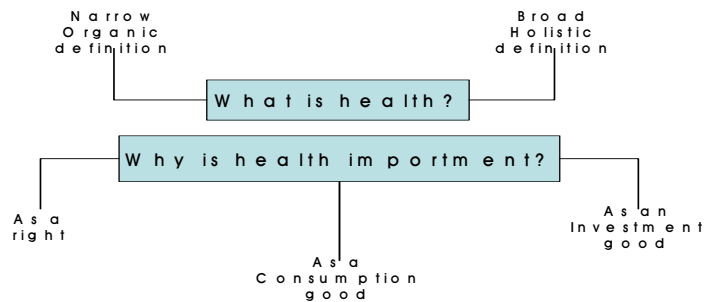 Narrow
Organic
definition
Broad
Holistic
definition
What is health?
Why is health importment?
As a
right
As a
Consumption
good
As an
Investment
good